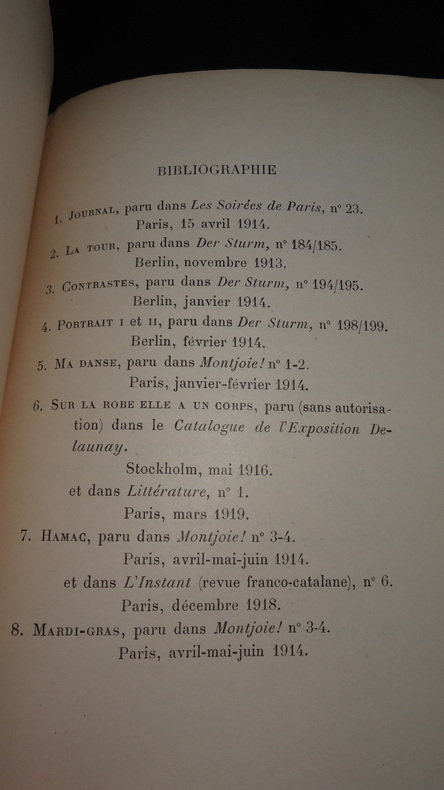 BIBLIOGRAPHIE
1. JOURNAL, paru dans Les Soirées de Paris, n° 23.
Paris, 15 avril 1914.
2. LA TOUR, paru dans Der Sturm, n° 184/185.
Berlin, novembre 1913.
3. CONTRASTES, paru dans Der Sturm, n° 194/195.
Berlin, janvier 1914.
4. PORTRAIT I et II, paru dans Der Sturm, n° 198/199.
Berlin, février 1914.
5. MA DANSE, paru dans Montjoie! n° 1-2.
Paris, janvier-février 1914.
6. SUR LA ROBE ELLE A UN CORPS, paru (sans autorisa-
tion) dans le Catalogue de l'Exposition De-
launay.
Stockholm, mai 1916.
et dans Littérature, n° 1.
Paris, mars 1919.
7. HAMAC, paru dans Montjoie! n° 3-4.
Paris, avril-mai-juin 1914.
et dans L'Instant (revue franco-catalane), n° 6.
Paris, décembre 1918.
8. MARDI-GRAS, paru dans Montjoie! n° 3-4.
Paris, avril-mai-juin 1914.